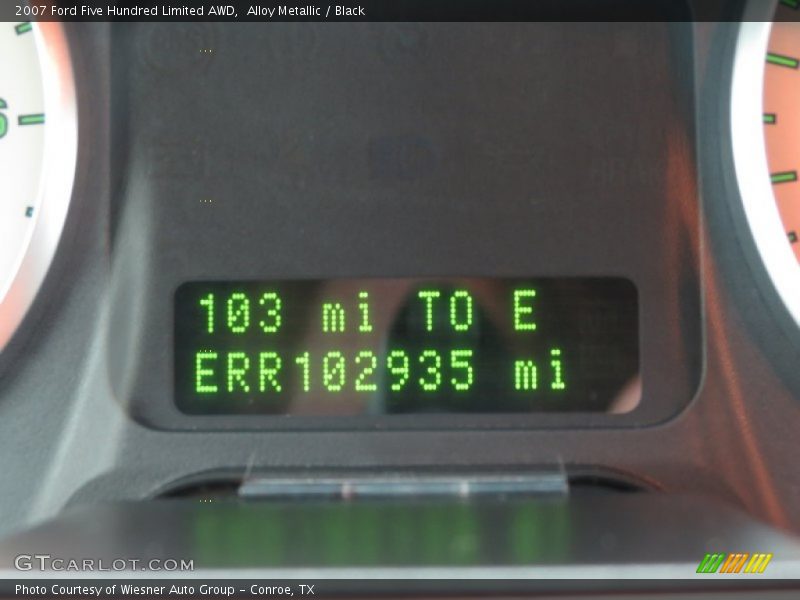 2007 Ford Five Hundred Limited AWD,  Alloy Metallic / Black
6
103 mi TO E
ERR102935 mi
GTCARLOT.COM
Photo Courtesy of Wiesner Auto Group - Conroe, TX